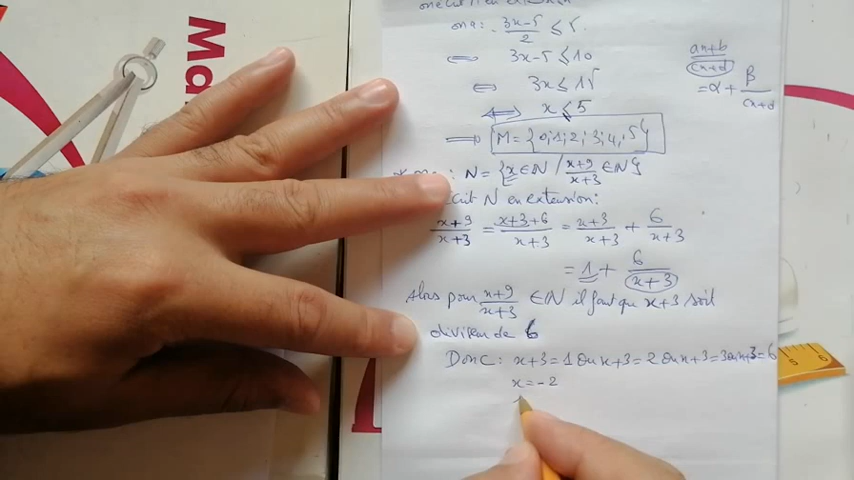 on a: 3x-5/2 ≤ 5
⟺ 3x-5 ≤ 10
⟺ 3x ≤ 15
⟺ x ≤ 5
⟹ M = {0;1;2;3;4;5}
ax+b/cx+d
= α + β/cx+d
: N = {x ∈ ℕ / x+9/x+3 ∈ ℕ}
N en extension:
x+9/x+3 = x+3+6/x+3 = x+3/x+3 + 6/x+3
= 1 + 6/x+3
Alors pour x+9/x+3 ∈ ℕ il faut que x+3 soit
diviseur de 6
Donc: x+3=1 ou x+3=2 ou x+3=3 ou x+3=6
x=-2
Ma